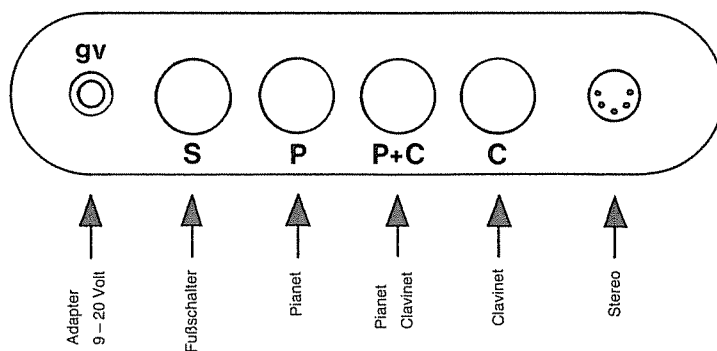 gv
S
P
P+C
C
Adapter
9 – 20 Volt
Fußschalter
Pianet
Pianet
Clavinet
Clavinet
Stereo